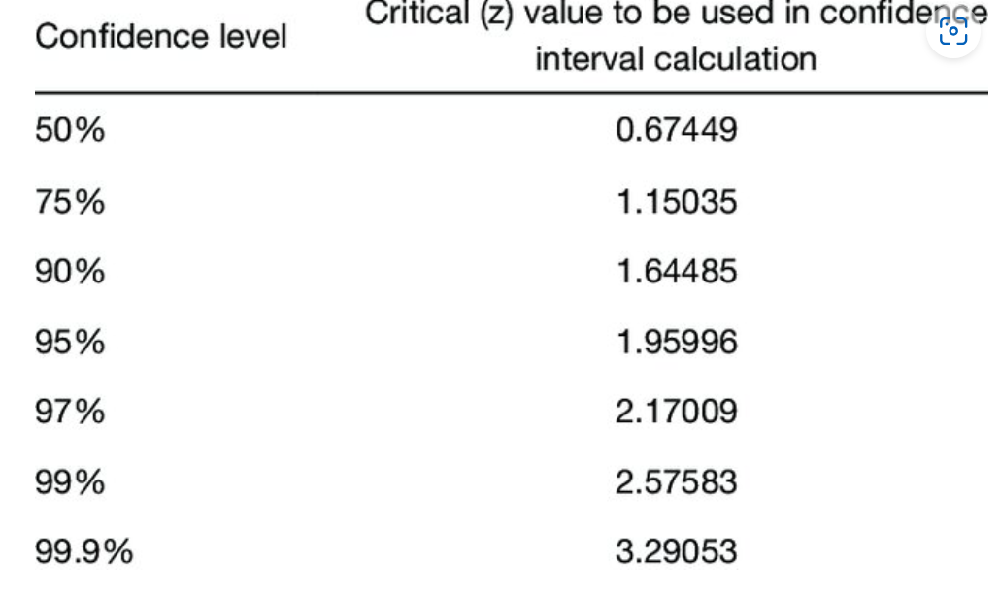 Confidence level
Critical (z) value to be used in confidence
interval calculation
50% 0.67449
75% 1.15035
90% 1.64485
95% 1.95996
97% 2.17009
99% 2.57583
99.9% 3.29053